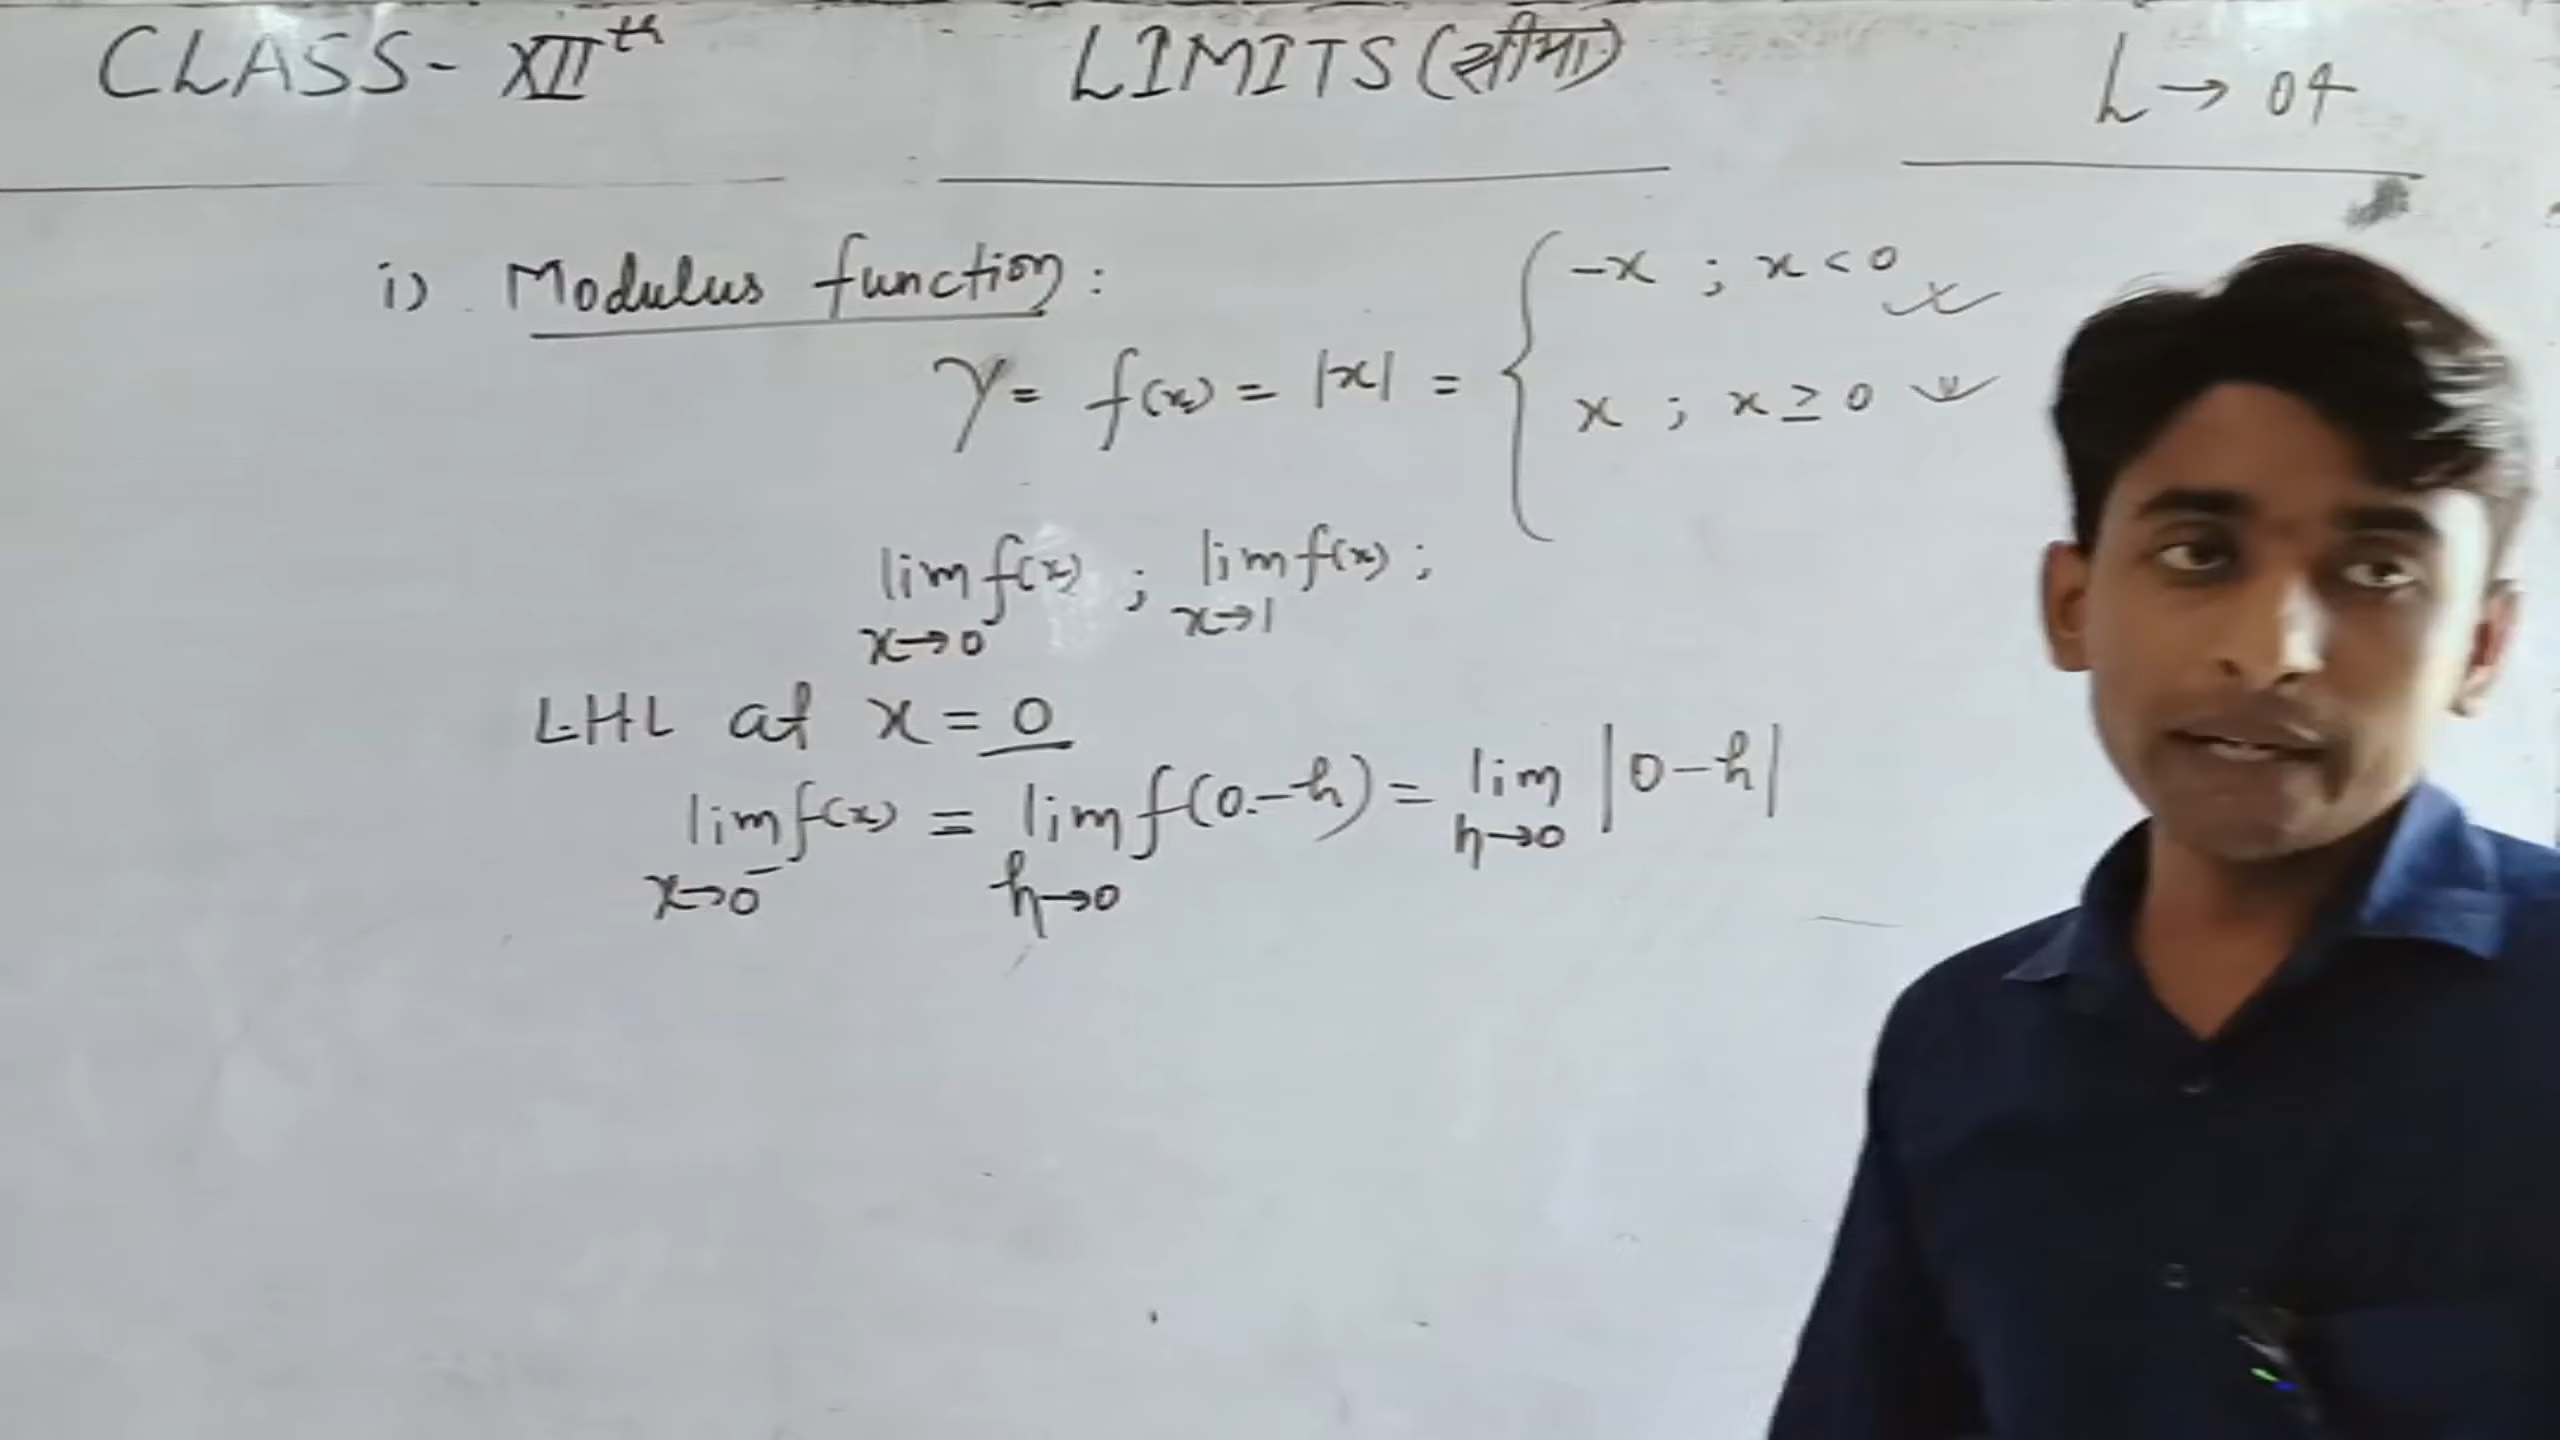 CLASS- XIIth LIMITS (सीमा) L→04
i) Modulus function:
y= f(x) = |x| = { -x ; x<0
x ; x≥0
lim f(x) ; lim f(x) ;
x→0 x→1
LHL at x=0
lim f(x) = lim f(0-h) = lim |0-h|
x→0⁻ h→0 h→0